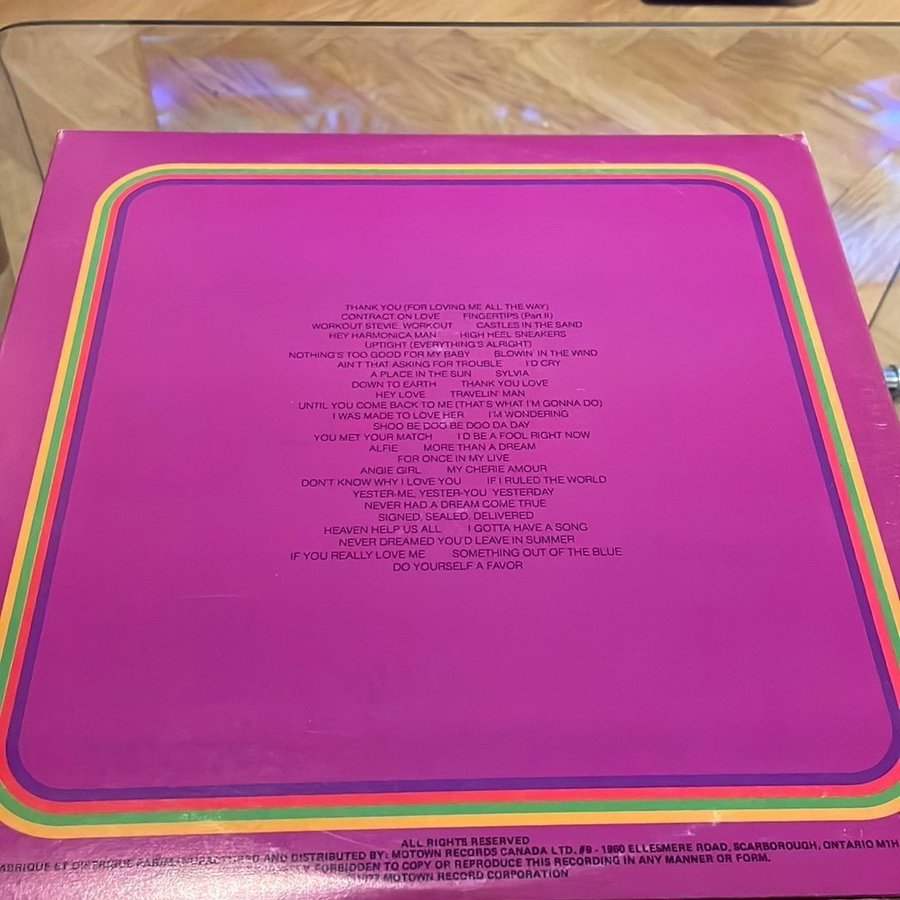 THANK YOU (FOR LOVING ME ALL THE WAY)
CONTRACT ON LOVE FINGERTIPS (Part II)
WORKOUT STEVIE, WORKOUT CASTLES IN THE SAND
HEY HARMONICA MAN HIGH HEEL SNEAKERS
UPTIGHT (EVERYTHING'S ALRIGHT)
NOTHING'S TOO GOOD FOR MY BABY BLOWIN' IN THE WIND
AIN'T THAT ASKING FOR TROUBLE I'D CRY
A PLACE IN THE SUN SYLVIA
DOWN TO EARTH THANK YOU LOVE
HEY LOVE TRAVELIN' MAN
UNTIL YOU COME BACK TO ME (THAT'S WHAT I'M GONNA DO)
I WAS MADE TO LOVE HER I'M WONDERING
SHOO BE DOO BE DOO DA DAY
YOU MET YOUR MATCH I'D BE A FOOL RIGHT NOW
ALFIE MORE THAN A DREAM
FOR ONCE IN MY LIVE
ANGIE GIRL MY CHERIE AMOUR
DON'T KNOW WHY I LOVE YOU IF I RULED THE WORLD
YESTER-ME, YESTER-YOU YESTERDAY
NEVER HAD A DREAM COME TRUE
SIGNED, SEALED, DELIVERED
HEAVEN HELP US ALL I GOTTA HAVE A SONG
NEVER DREAMED YOU'D LEAVE IN SUMMER
IF YOU REALLY LOVE ME SOMETHING OUT OF THE BLUE
DO YOURSELF A FAVOR
ALL RIGHTS RESERVED
ET DISTRIBUE PAR/MANUFACTURED AND DISTRIBUTED BY: MOTOWN RECORDS CANADA LTD. #9 - 1960 ELLESMERE ROAD, SCARBOROUGH, ONTARIO M1H
FORBIDDEN TO COPY OR REPRODUCE THIS RECORDING IN ANY MANNER OR FORM.
1977 MOTOWN RECORD CORPORATION